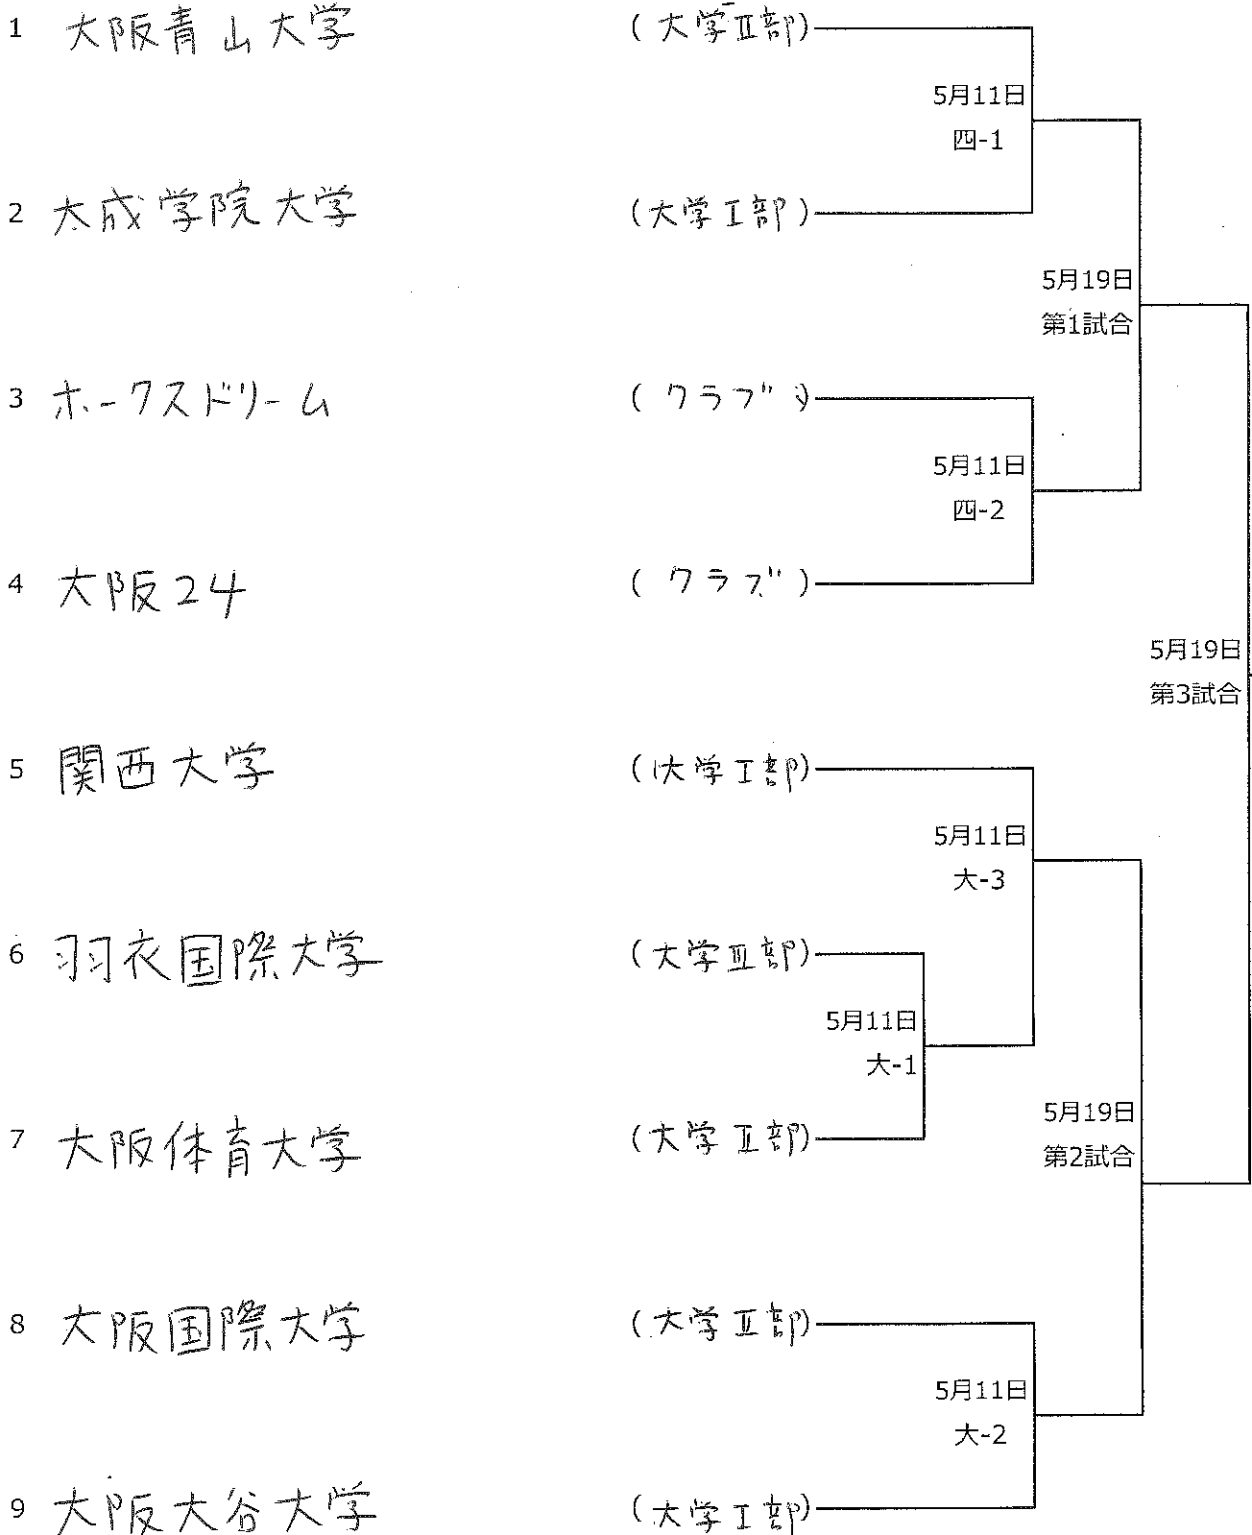 1 大阪青山大学 (大学Ⅱ部)
5月11日
四-1
2 太成学院大学 (大学Ⅰ部)
5月19日
第1試合
3 ホークスドリーム (クラブ)
5月11日
四-2
4 大阪24 (クラブ)
5月19日
第3試合
5 関西大学 (大学Ⅰ部)
5月11日
大-3
6 羽衣国際大学 (大学Ⅲ部)
5月11日
大-1
7 大阪体育大学 (大学Ⅱ部)
5月19日
第2試合
8 大阪国際大学 (大学Ⅱ部)
5月11日
大-2
9 大阪大谷大学 (大学Ⅰ部)